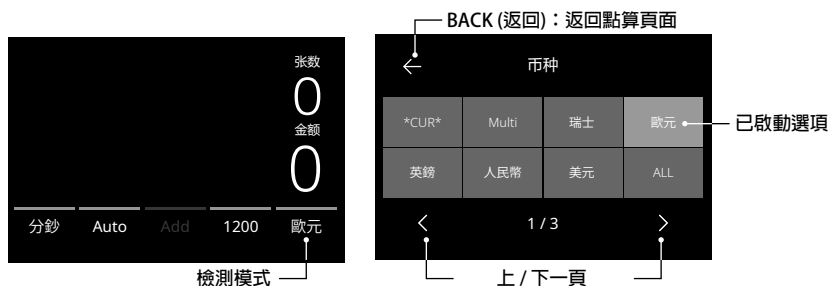 BACK (返回)：返回點算頁面
张数
0
金额
0
分鈔 Auto Add 1200 歐元
檢測模式
币种
*CUR* Multi 瑞士 歐元
已啟動選項
英鎊 人民幣 美元 ALL
1 / 3
上 / 下一頁